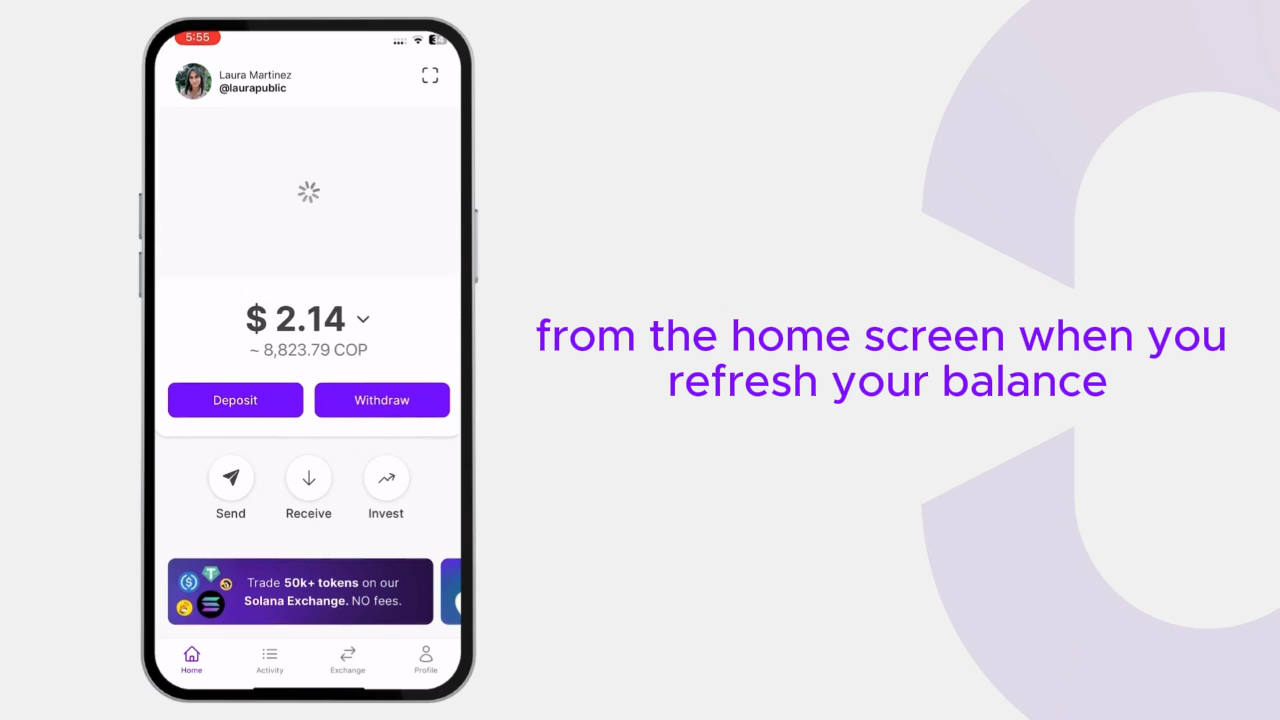 5:55
Laura Martinez
@laurapublic
$ 2.14
~ 8,823.79 COP
Deposit
Withdraw
Send
Receive
Invest
Trade 50k+ tokens on our
Solana Exchange. NO fees.
Home
Activity
Exchange
Profile
from the home screen when you
refresh your balance